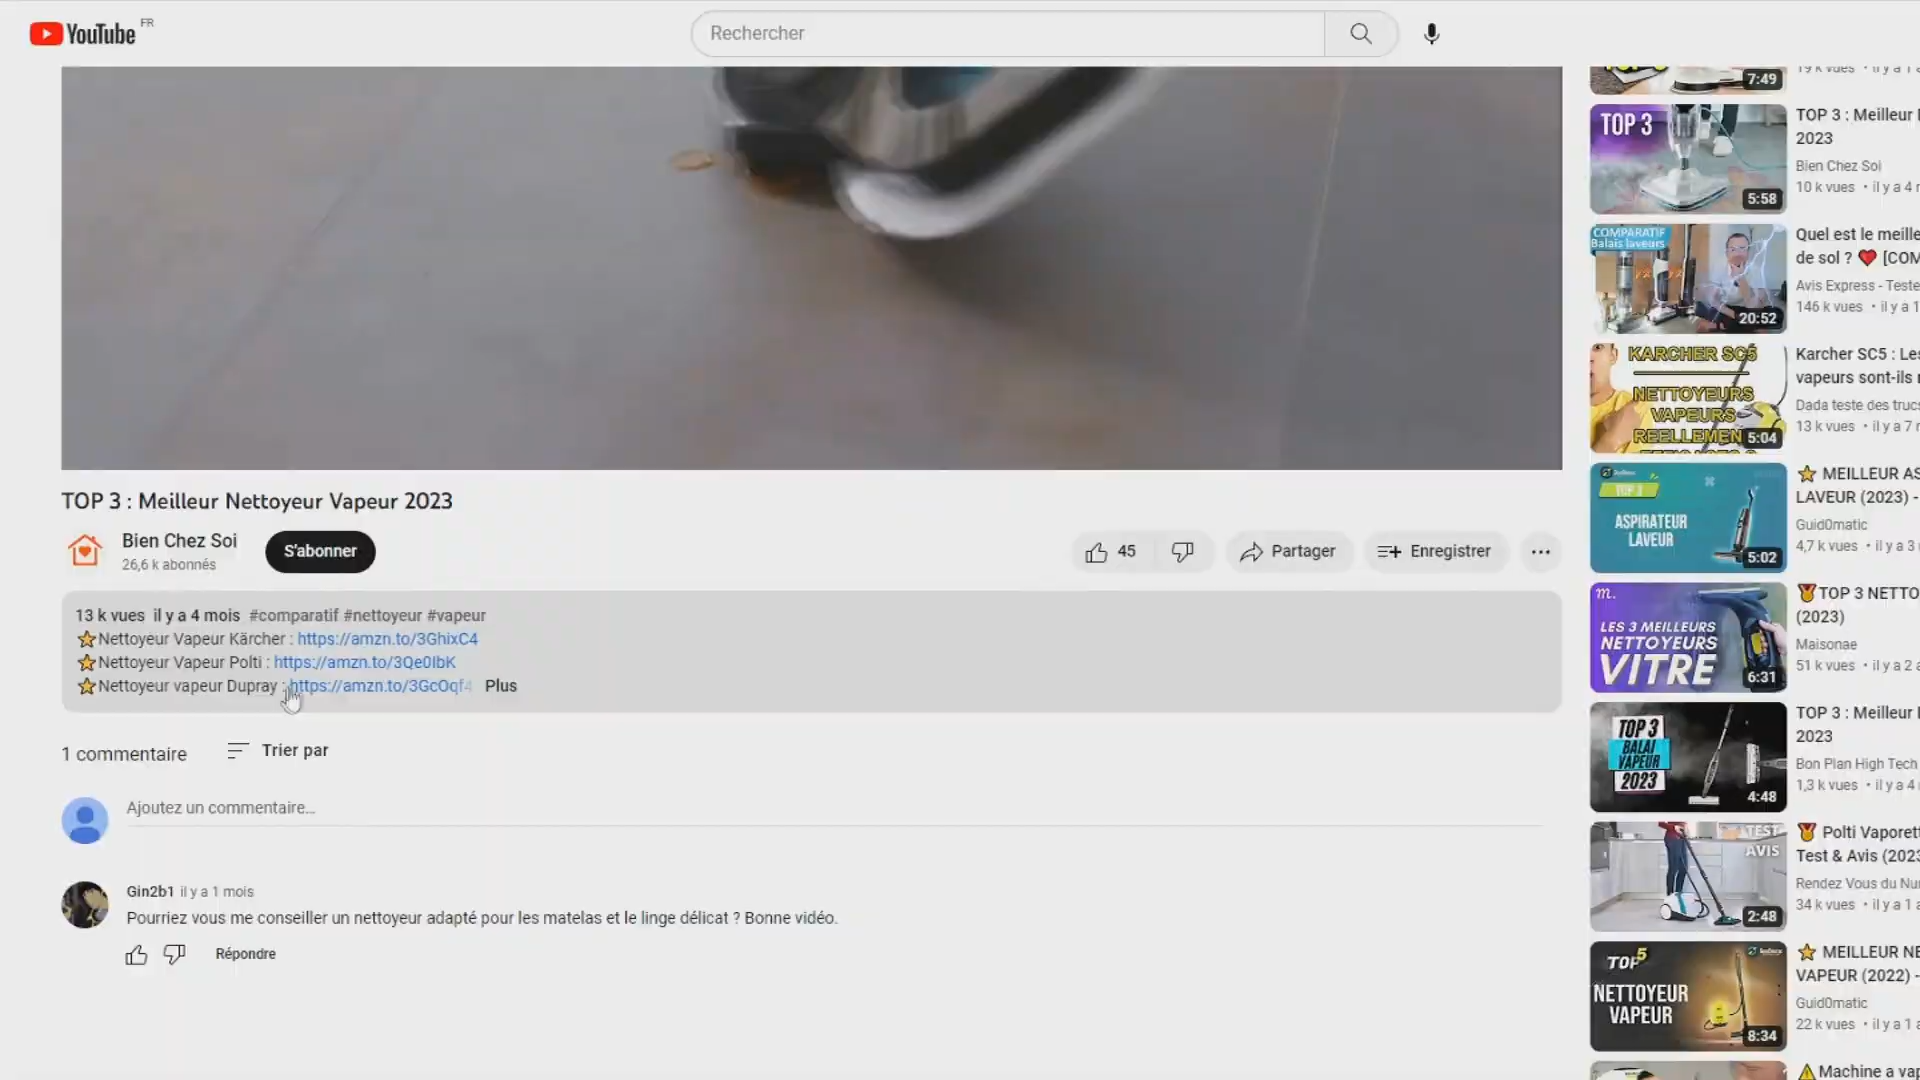 YouTube FR
Rechercher
TOP 3 : Meilleur Nettoyeur Vapeur 2023
Bien Chez Soi
26,6 k abonnés
S'abonner
45
Partager
Enregistrer
13 k vues il y a 4 mois #comparatif #nettoyeur #vapeur
⭐Nettoyeur Vapeur Kärcher : https://amzn.to/3GhixC4
⭐Nettoyeur Vapeur Polti : https://amzn.to/3Qe0IbK
⭐Nettoyeur vapeur Dupray : https://amzn.to/3GcOqf4 Plus
1 commentaire
Trier par
Ajoutez un commentaire...
Gin2b1 il y a 1 mois
Pourriez vous me conseiller un nettoyeur adapté pour les matelas et le linge délicat ? Bonne vidéo.
Répondre
7:49
19 k vues • il y a 1 a
TOP 3
5:58
TOP 3 : Meilleur
2023
Bien Chez Soi
10 k vues • il y a 4
COMPARATIF
Balais laveurs
20:52
Quel est le meille
de sol ? ❤️ [COM
Avis Express - Teste
146 k vues • il y a 1
KARCHER SC5
NETTOYEURS
VAPEURS
REELLEMEN
5:04
Karcher SC5 : Les
vapeurs sont-ils
Dada teste des trucs
13 k vues • il y a 7
TOP 3
ASPIRATEUR
LAVEUR
5:02
⭐ MEILLEUR AS
LAVEUR (2023) -
Guid0matic
4,7 k vues • il y a 3
m.
LES 3 MEILLEURS
NETTOYEURS
VITRE
6:31
🏅TOP 3 NETTO
(2023)
Maisonae
51 k vues • il y a 2 a
TOP 3
BALAI
VAPEUR
2023
4:48
TOP 3 : Meilleur
2023
Bon Plan High Tech
1,3 k vues • il y a 4
TEST
AVIS
2:48
🏅 Polti Vaporett
Test & Avis (2023
Rendez Vous du Nu
34 k vues • il y a 1 a
TOP 5
NETTOYEUR
VAPEUR
8:34
⭐ MEILLEUR NE
VAPEUR (2022) -
Guid0matic
22 k vues • il y a 1 a
⚠️Machine a vap